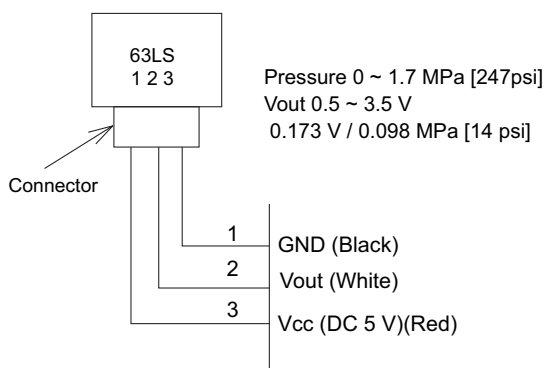 63LS
1 2 3
Pressure 0 ~ 1.7 MPa [247psi]
Vout 0.5 ~ 3.5 V
0.173 V / 0.098 MPa [14 psi]
Connector
1 GND (Black)
2 Vout (White)
3 Vcc (DC 5 V)(Red)